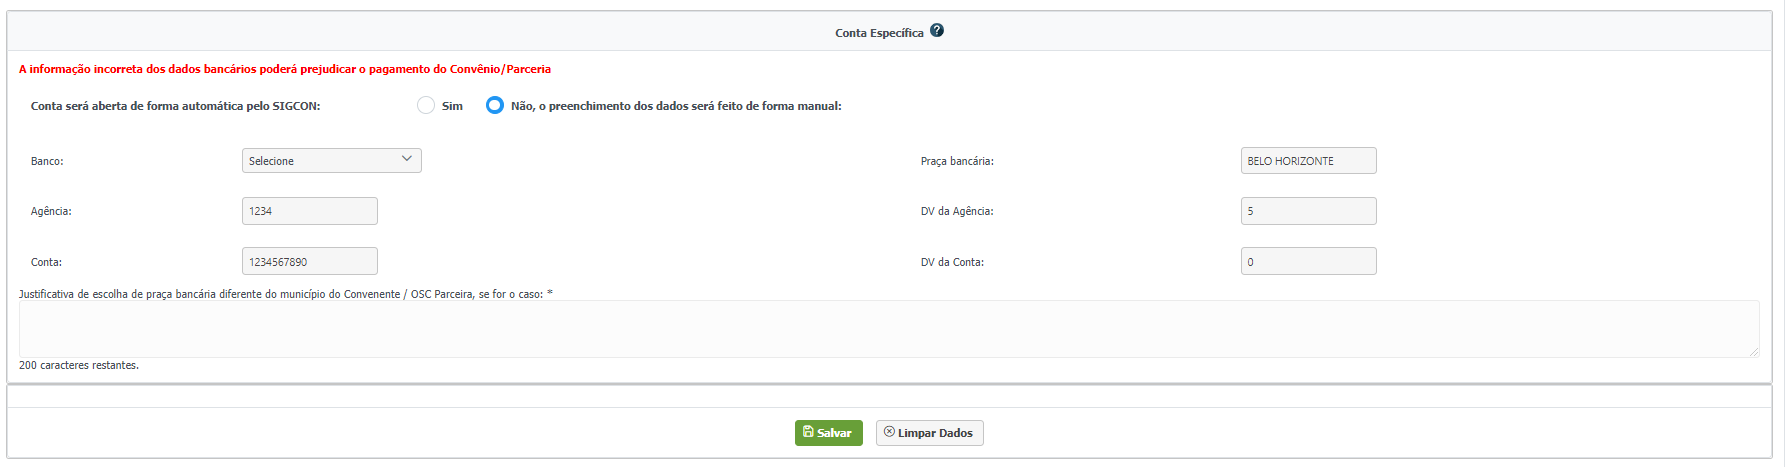 Conta Específica ?
A informação incorreta dos dados bancários poderá prejudicar o pagamento do Convênio/Parceria
Conta será aberta de forma automática pelo SIGCON: Sim Não, o preenchimento dos dados será feito de forma manual:
Banco: Selecione Praça bancária: BELO HORIZONTE
Agência: 1234 DV da Agência: 5
Conta: 1234567890 DV da Conta: 0
Justificativa de escolha de praça bancária diferente do município do Convenente / OSC Parceira, se for o caso: *
200 caracteres restantes.
Salvar Limpar Dados